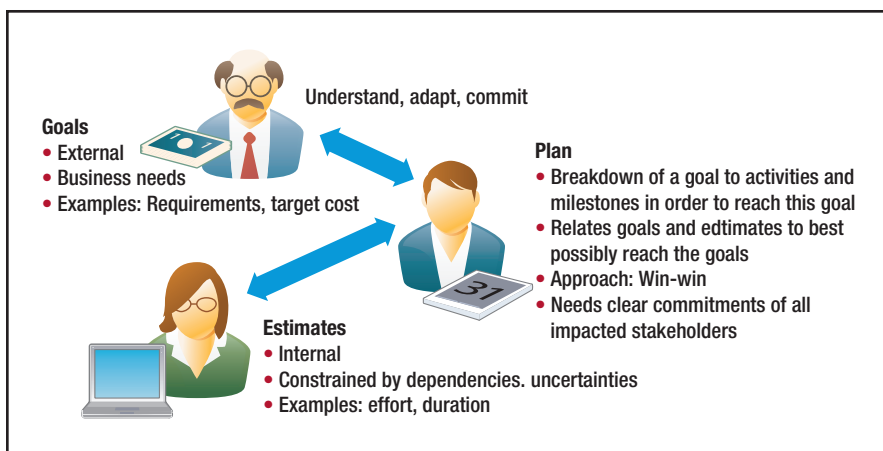 Understand, adapt, commit
Goals
• External
• Business needs
• Examples: Requirements, target cost
Plan
• Breakdown of a goal to activities and
milestones in order to reach this goal
• Relates goals and edtimates to best
possibly reach the goals
• Approach: Win-win
• Needs clear commitments of all
impacted stakeholders
31
Estimates
• Internal
• Constrained by dependencies. uncertainties
• Examples: effort, duration